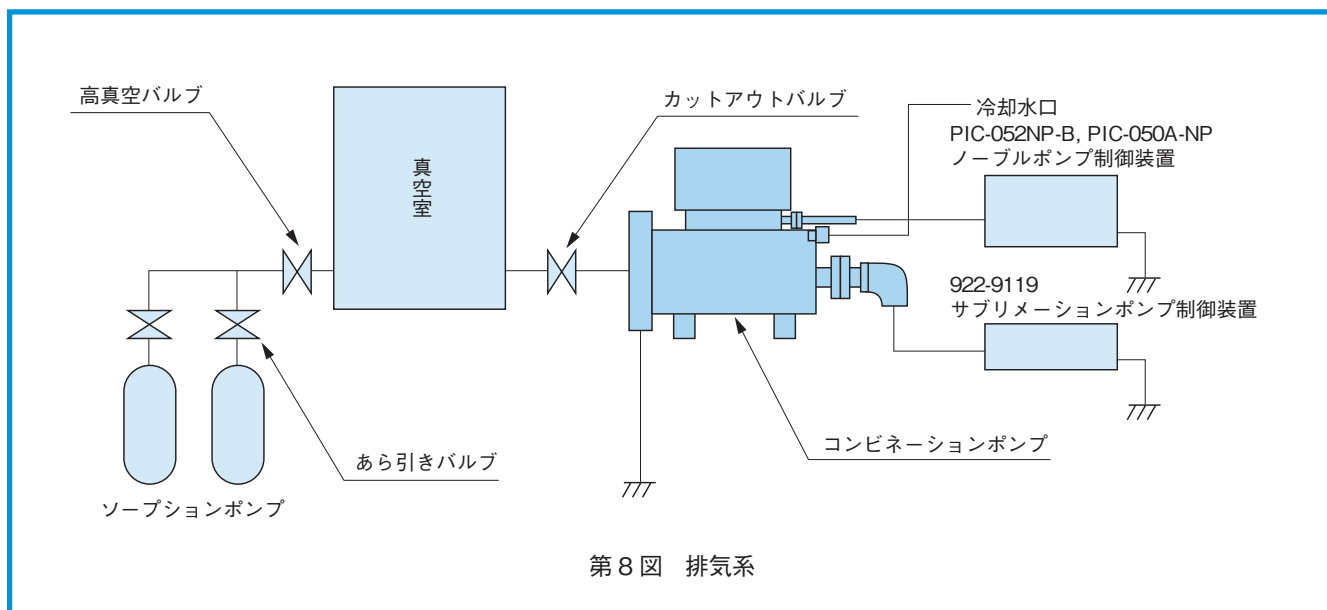 高真空バルブ
真空室
カットアウトバルブ
冷却水口
PIC-052NP-B, PIC-050A-NP
ノーブルポンプ制御装置
922-9119
サブリメーションポンプ制御装置
コンビネーションポンプ
あら引きバルブ
ソープションポンプ
第8図　排気系